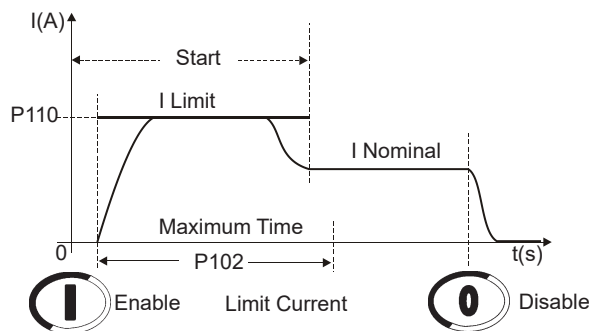 I(A)
Start
P110
I Limit
I Nominal
Maximum Time
0
t(s)
P102
I Enable
Limit Current
0 Disable